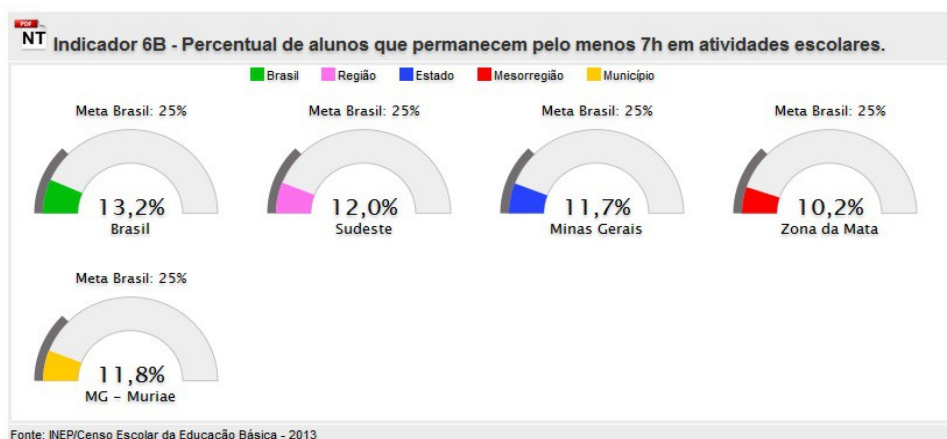 PDF
NT
Indicador 6B - Percentual de alunos que permanecem pelo menos 7h em atividades escolares.
Brasil Região Estado Mesorregião Município
Meta Brasil: 25% Meta Brasil: 25% Meta Brasil: 25% Meta Brasil: 25%
13,2% 12,0% 11,7% 10,2%
Brasil Sudeste Minas Gerais Zona da Mata
Meta Brasil: 25%
11,8%
MG - Muriae
Fonte: INEP/Censo Escolar da Educação Básica - 2013